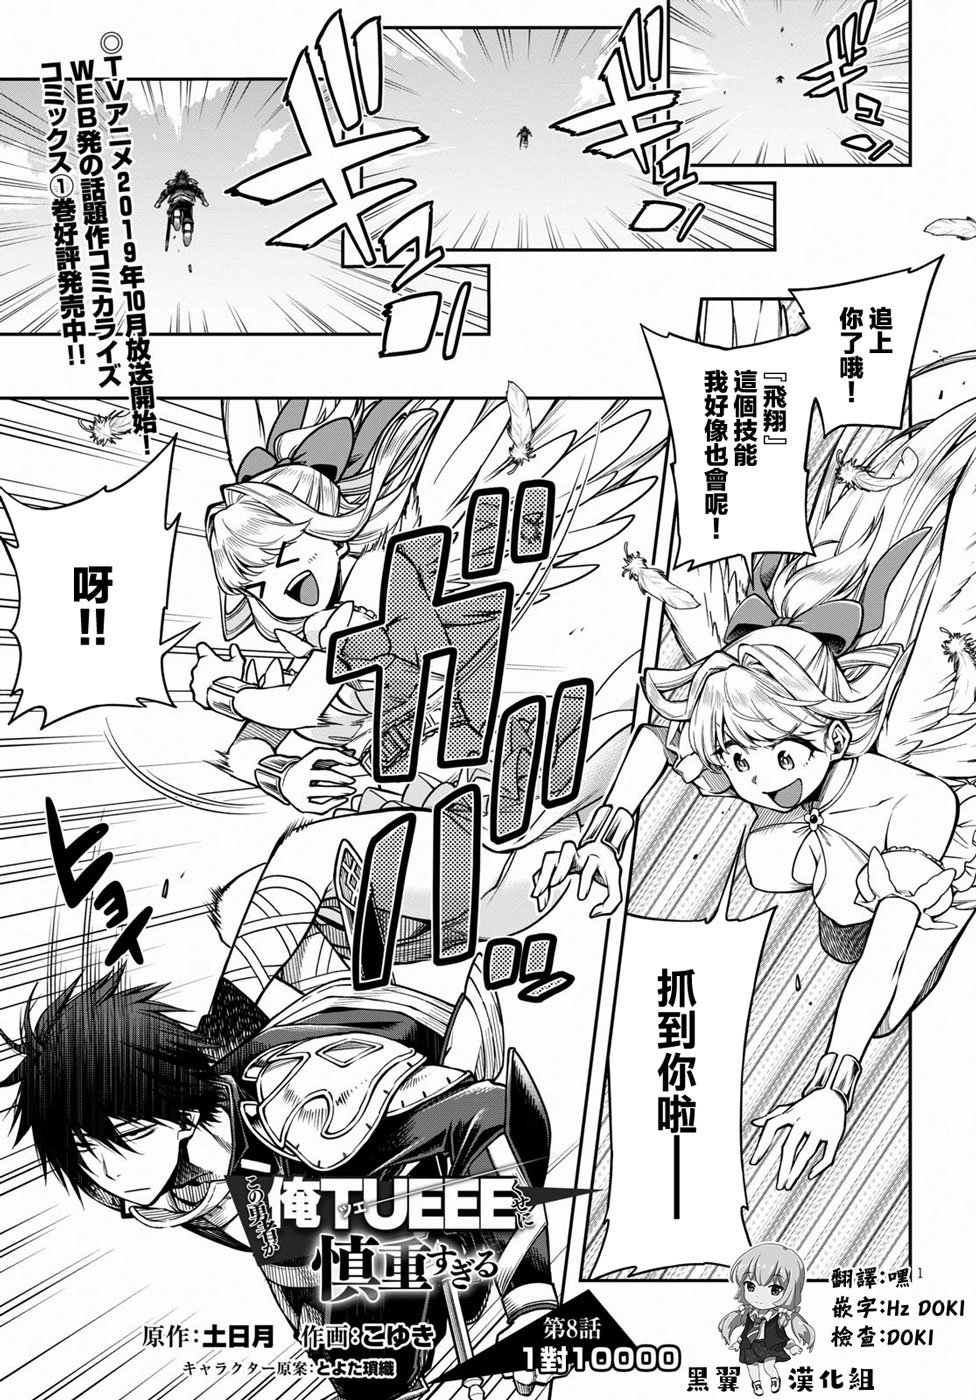 ギュン
ギュン
◎TVアニメ2019年10月放送開始！
WEB発の話題作コミカライズ
コミックス①巻好評発売中!!
追上
你了哦！
『飛翔』
這個技能
我好像也會呢！
抓到你啦——
ガバッ
呀!!
ヒョイ
この勇者が
俺TUEEEくせに
ツエ
慎重すぎる
原作：土日月　作画：こゆき
キャラクター原案：とよた瑣織
第8話
1對10000
1
翻譯：嘿
嵌字：Hz DOKI
檢查：DOKI
黑翼 漢化組